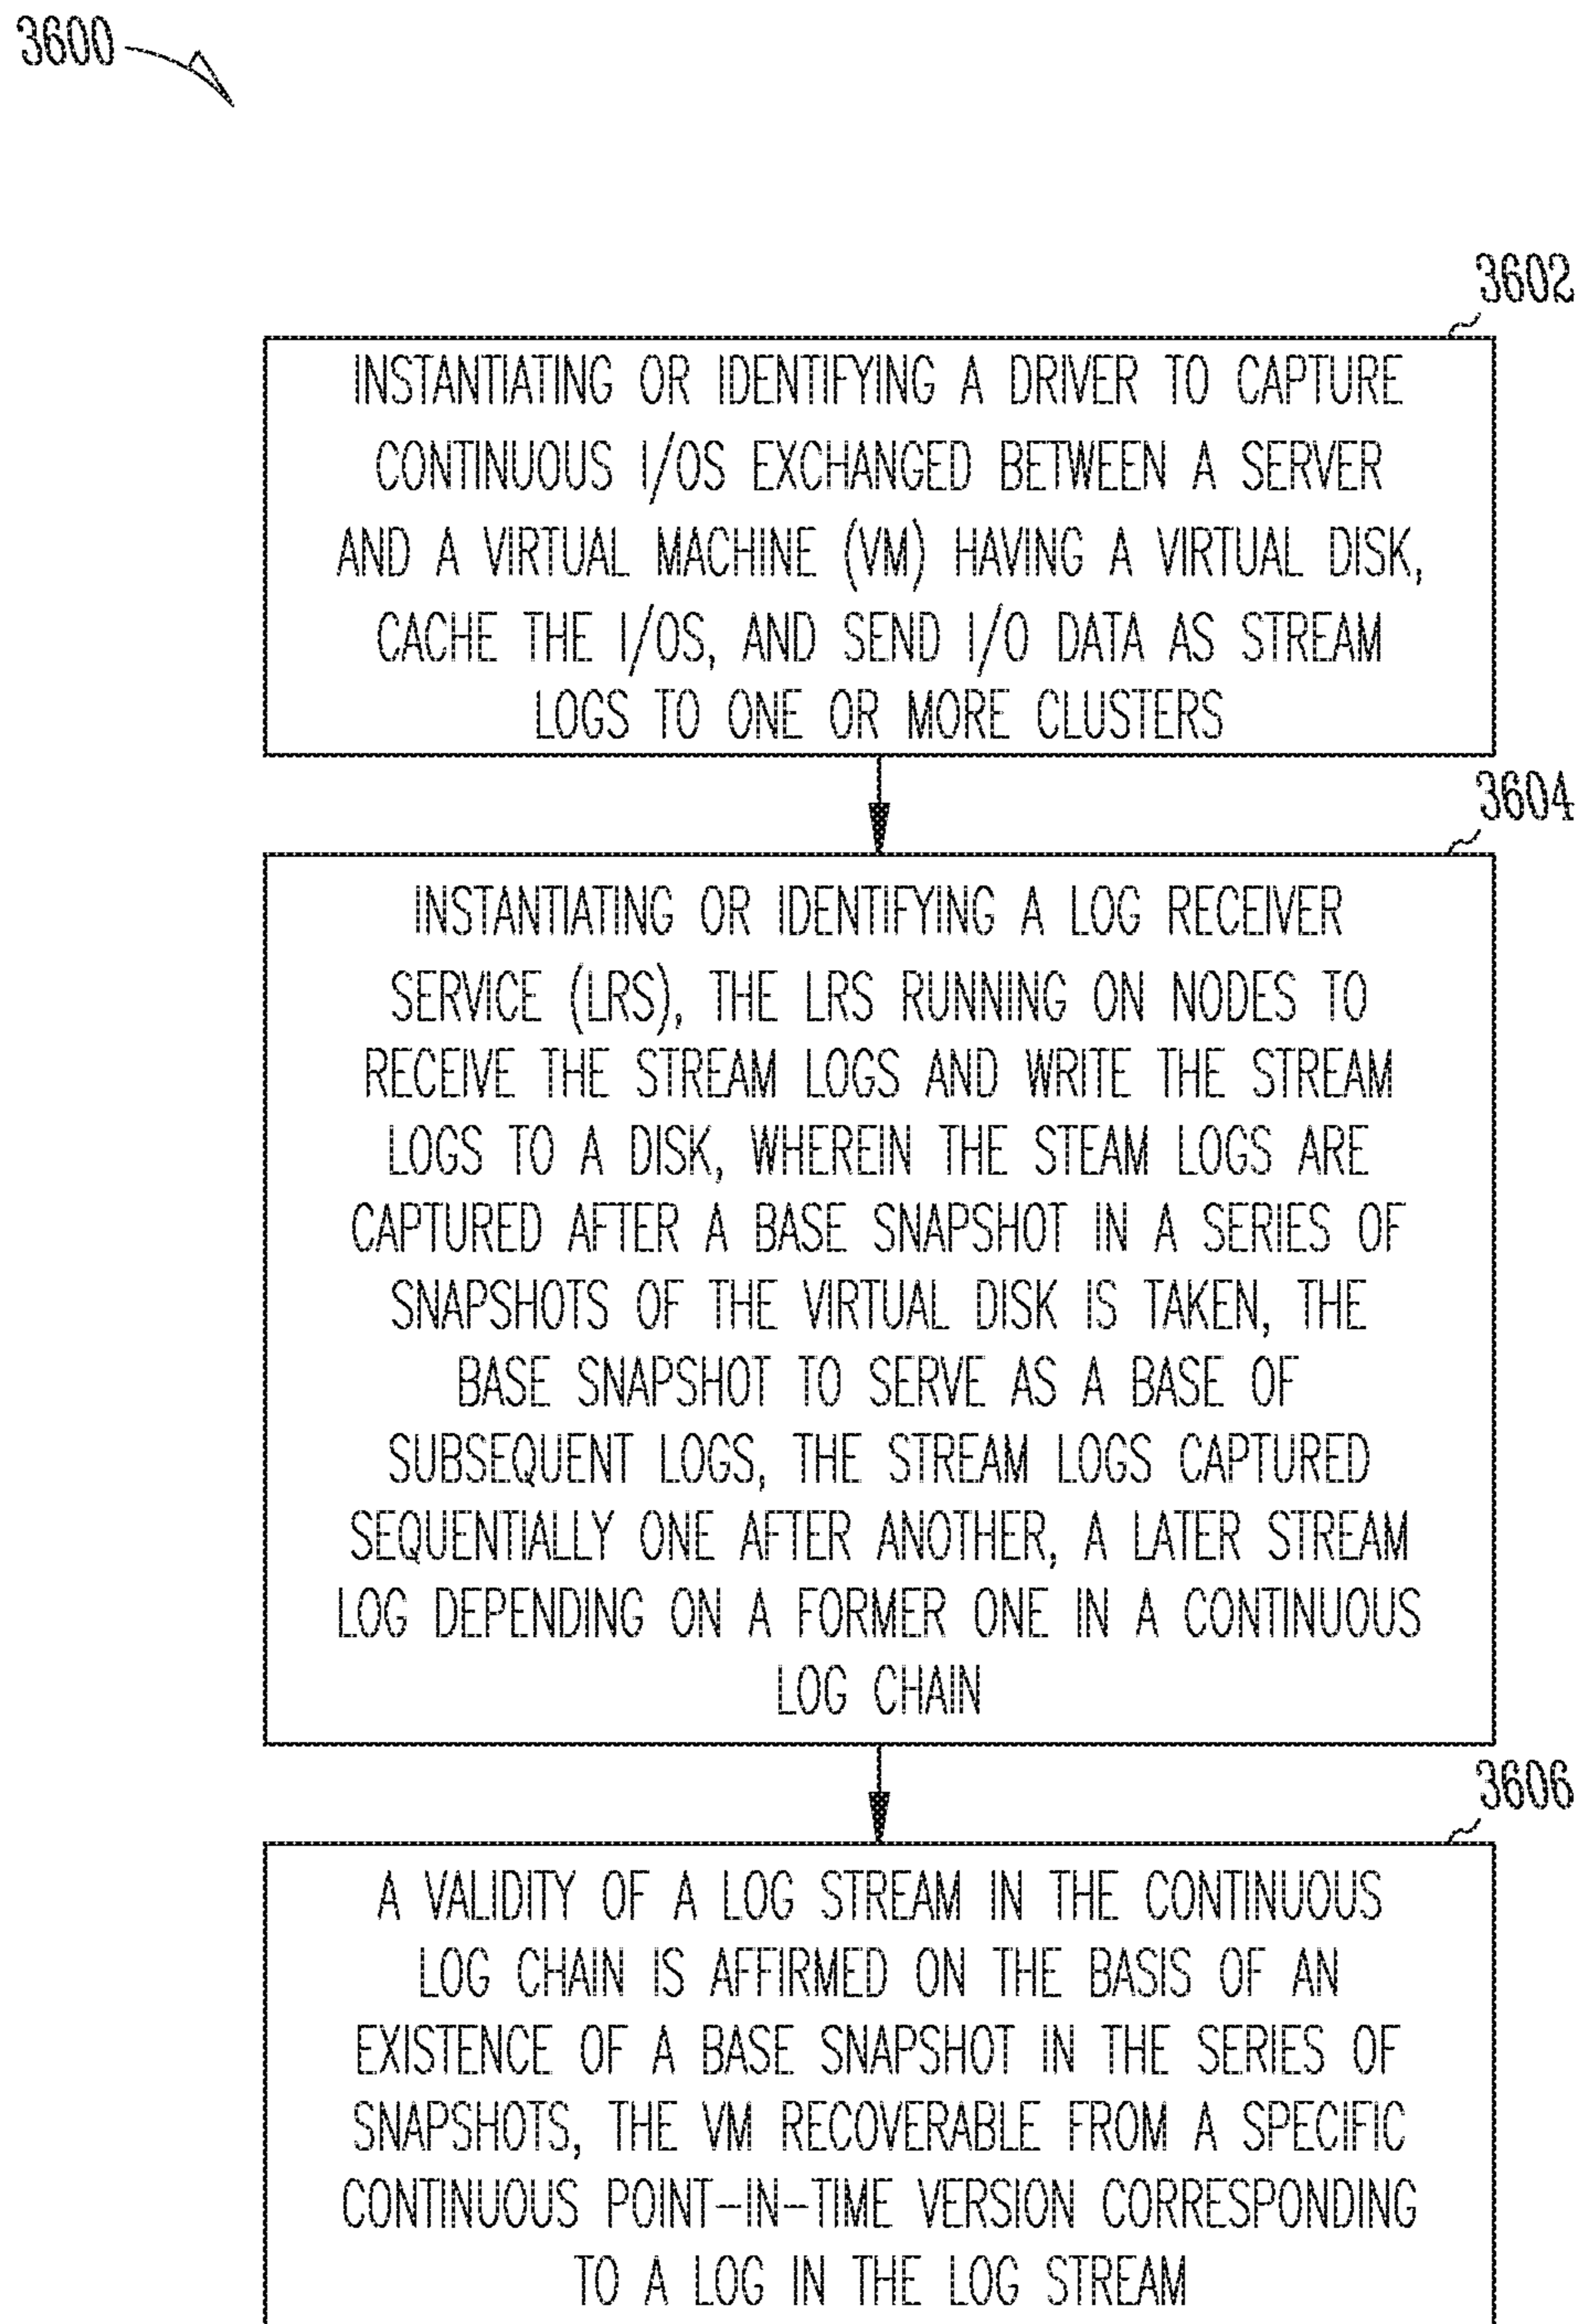 3600
3602
INSTANTIATING OR IDENTIFYING A DRIVER TO CAPTURE
CONTINUOUS I/OS EXCHANGED BETWEEN A SERVER
AND A VIRTUAL MACHINE (VM) HAVING A VIRTUAL DISK,
CACHE THE I/OS, AND SEND I/O DATA AS STREAM
LOGS TO ONE OR MORE CLUSTERS
3604
INSTANTIATING OR IDENTIFYING A LOG RECEIVER
SERVICE (LRS), THE LRS RUNNING ON NODES TO
RECEIVE THE STREAM LOGS AND WRITE THE STREAM
LOGS TO A DISK, WHEREIN THE STEAM LOGS ARE
CAPTURED AFTER A BASE SNAPSHOT IN A SERIES OF
SNAPSHOTS OF THE VIRTUAL DISK IS TAKEN, THE
BASE SNAPSHOT TO SERVE AS A BASE OF
SUBSEQUENT LOGS, THE STREAM LOGS CAPTURED
SEQUENTIALLY ONE AFTER ANOTHER, A LATER STREAM
LOG DEPENDING ON A FORMER ONE IN A CONTINUOUS
LOG CHAIN
3606
A VALIDITY OF A LOG STREAM IN THE CONTINUOUS
LOG CHAIN IS AFFIRMED ON THE BASIS OF AN
EXISTENCE OF A BASE SNAPSHOT IN THE SERIES OF
SNAPSHOTS, THE VM RECOVERABLE FROM A SPECIFIC
CONTINUOUS POINT-IN-TIME VERSION CORRESPONDING
TO A LOG IN THE LOG STREAM